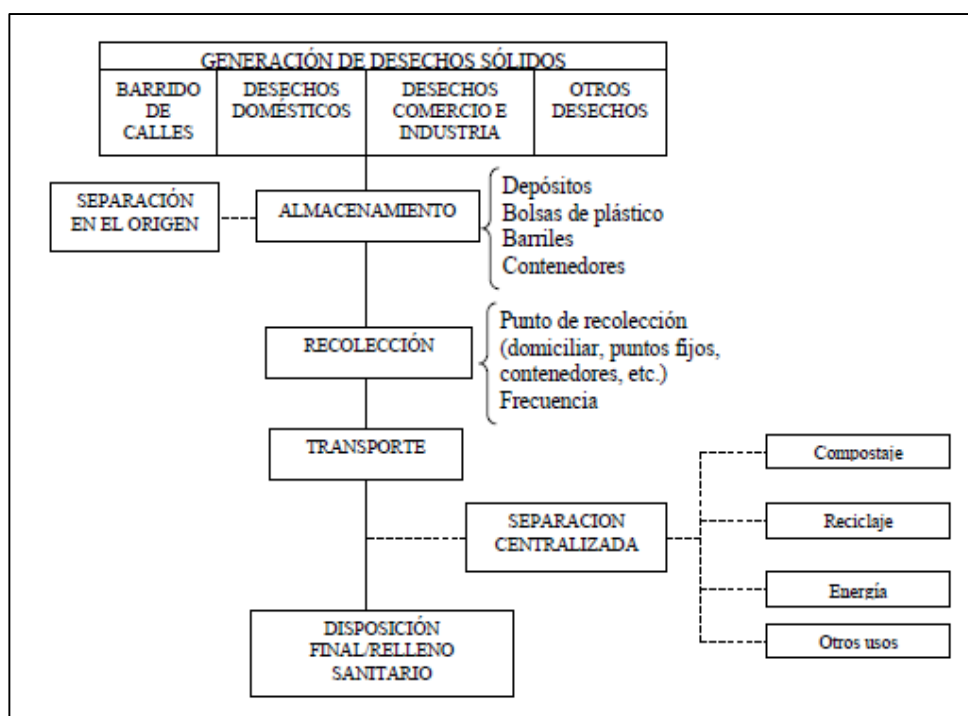 GENERACIÓN DE DESECHOS SÓLIDOS
BARRIDO
DE
CALLES
DESECHOS
DOMÉSTICOS
DESECHOS
COMERCIO E
INDUSTRIA
OTROS
DESECHOS
SEPARACIÓN
EN EL ORIGEN
ALMACENAMIENTO
Depósitos
Bolsas de plástico
Barriles
Contenedores
RECOLECCIÓN
Punto de recolección
(domiciliar, puntos fijos,
contenedores, etc.)
Frecuencia
TRANSPORTE
SEPARACION
CENTRALIZADA
Compostaje
Reciclaje
Energía
Otros usos
DISPOSICIÓN
FINAL/RELLENO
SANITARIO